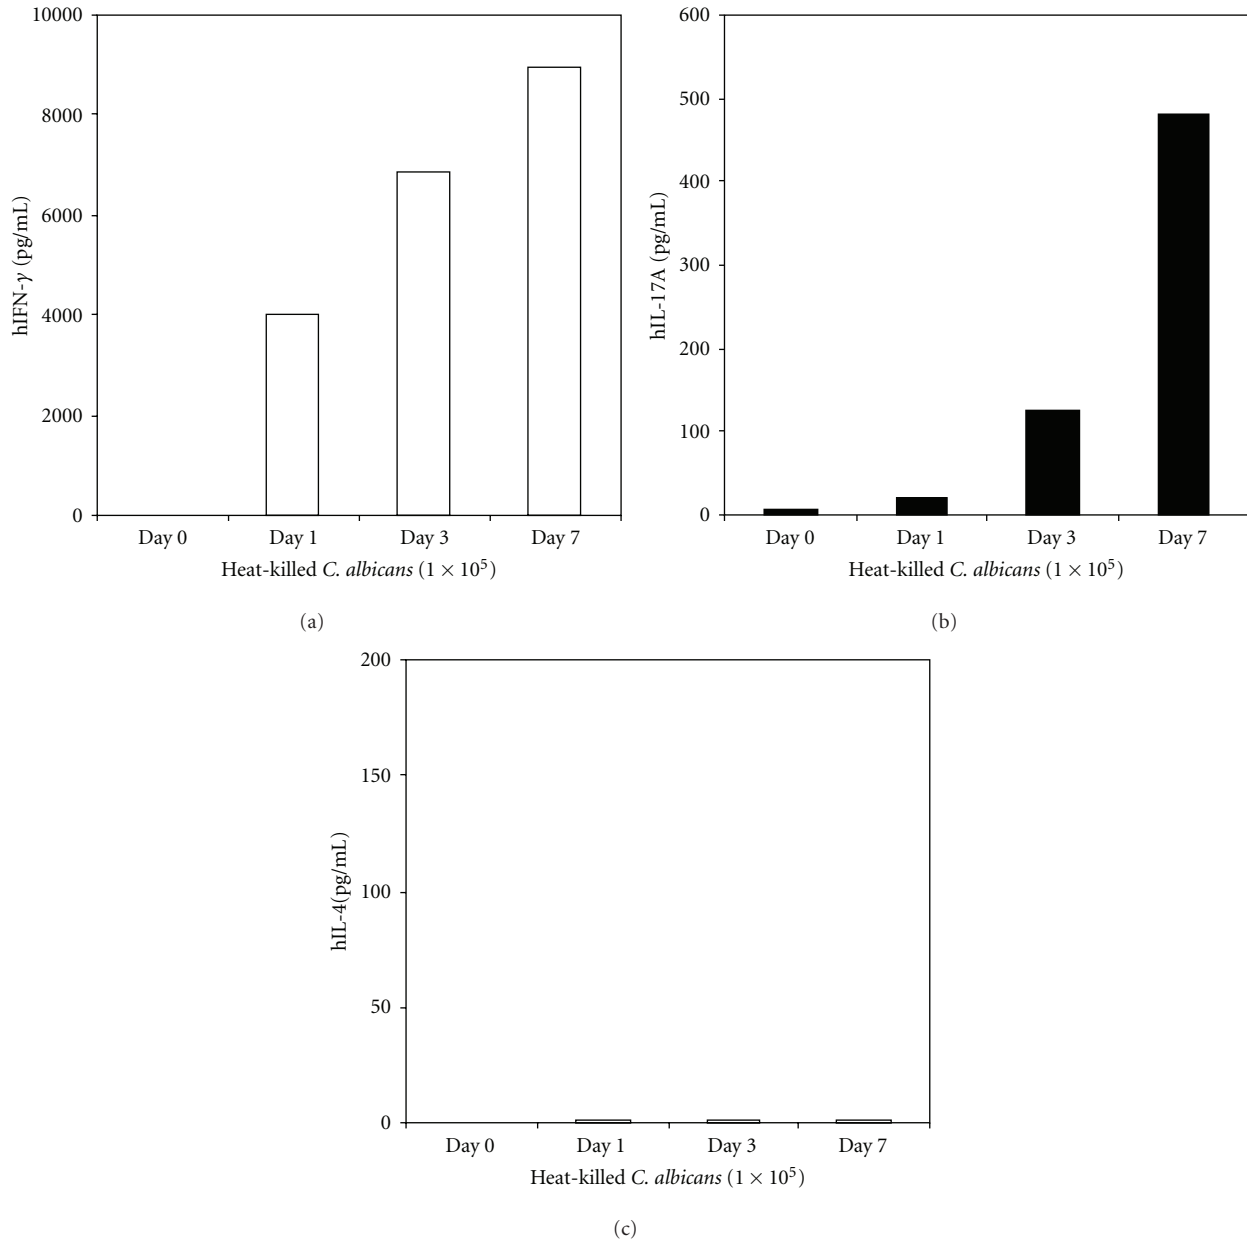 10000
8000
6000
4000
2000
0
hIFN-γ (pg/mL)
Day 0 Day 1 Day 3 Day 7
Heat-killed C. albicans (1 × 10⁵)
(a)
600
500
400
300
200
100
0
hIL-17A (pg/mL)
Day 0 Day 1 Day 3 Day 7
Heat-killed C. albicans (1 × 10⁵)
(b)
200
150
100
50
0
hIL-4(pg/mL)
Day 0 Day 1 Day 3 Day 7
Heat-killed C. albicans (1 × 10⁵)
(c)